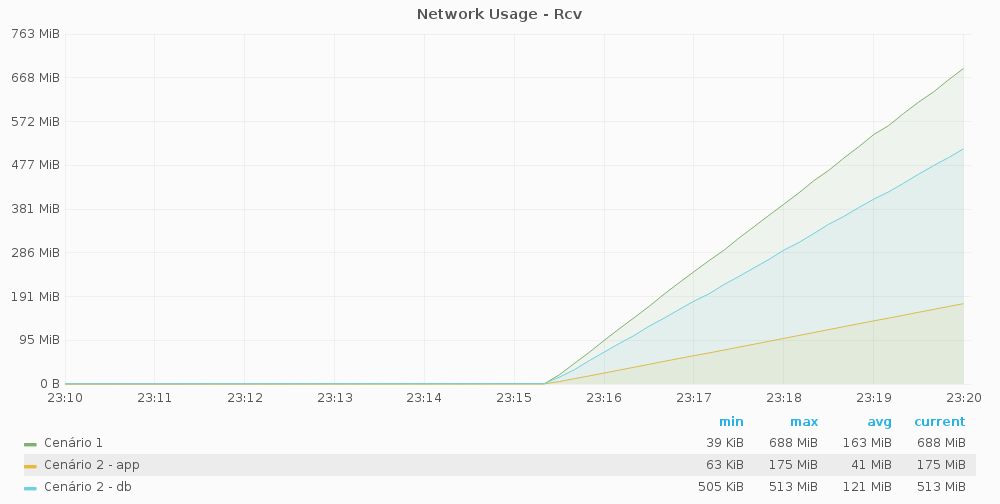 Network Usage - Rcv
763 MiB
668 MiB
572 MiB
477 MiB
381 MiB
286 MiB
191 MiB
95 MiB
0 B
23:10 23:11 23:12 23:13 23:14 23:15 23:16 23:17 23:18 23:19 23:20
min max avg current
Cenário 1 39 KiB 688 MiB 163 MiB 688 MiB
Cenário 2 - app 63 KiB 175 MiB 41 MiB 175 MiB
Cenário 2 - db 505 KiB 513 MiB 121 MiB 513 MiB